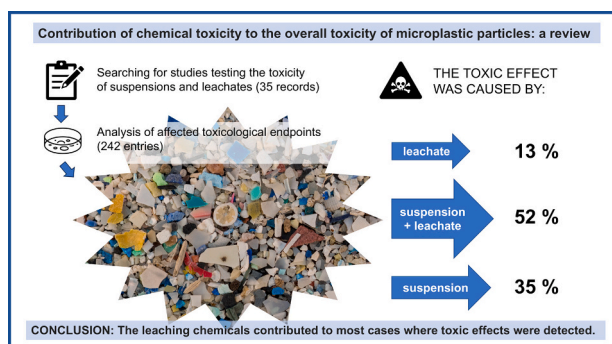 Contribution of chemical toxicity to the overall toxicity of microplastic particles: a review
Searching for studies testing the toxicity
of suspensions and leachates (35 records)
Analysis of affected toxicological endpoints
(242 entries)
THE TOXIC EFFECT
WAS CAUSED BY:
leachate 13 %
suspension
+ leachate 52 %
suspension 35 %
CONCLUSION: The leaching chemicals contributed to most cases where toxic effects were detected.